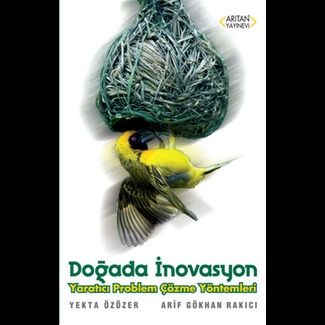 ARITAN
YAYINEVİ
Doğada İnovasyon
Yaratıcı Problem Çözme Yöntemleri
YEKTA ÖZÖZER ARİF GÖKHAN RAKICI